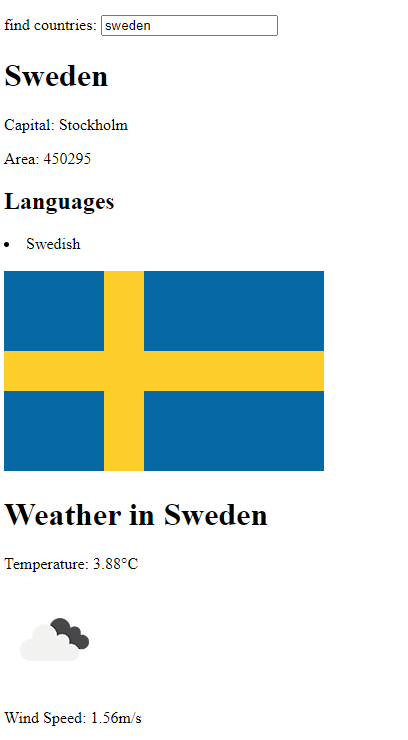 find countries: sweden
Sweden
Capital: Stockholm
Area: 450295
Languages
• Swedish
Weather in Sweden
Temperature: 3.88°C
Wind Speed: 1.56m/s